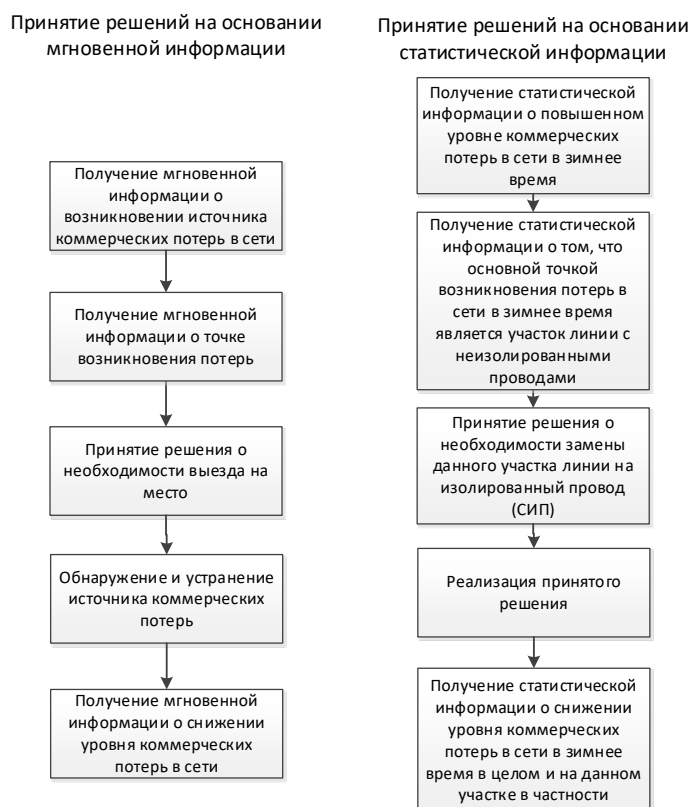 Принятие решений на основании
мгновенной информации
Получение мгновенной
информации о
возникновении источника
коммерческих потерь в сети
Получение мгновенной
информации о точке
возникновения потерь
Принятие решения о
необходимости выезда на
место
Обнаружение и устранение
источника коммерческих
потерь
Получение мгновенной
информации о снижении
уровня коммерческих
потерь в сети
Принятие решений на основании
статистической информации
Получение статистической
информации о повышенном
уровне коммерческих
потерь в сети в зимнее
время
Получение статистической
информации о том, что
основной точкой
возникновения потерь в
сети в зимнее время
является участок линии с
неизолированными
проводами
Принятие решения о
необходимости замены
данного участка линии на
изолированный провод
(СИП)
Реализация принятого
решения
Получение статистической
информации о снижении
уровня коммерческих
потерь в сети в зимнее
время в целом и на данном
участке в частности